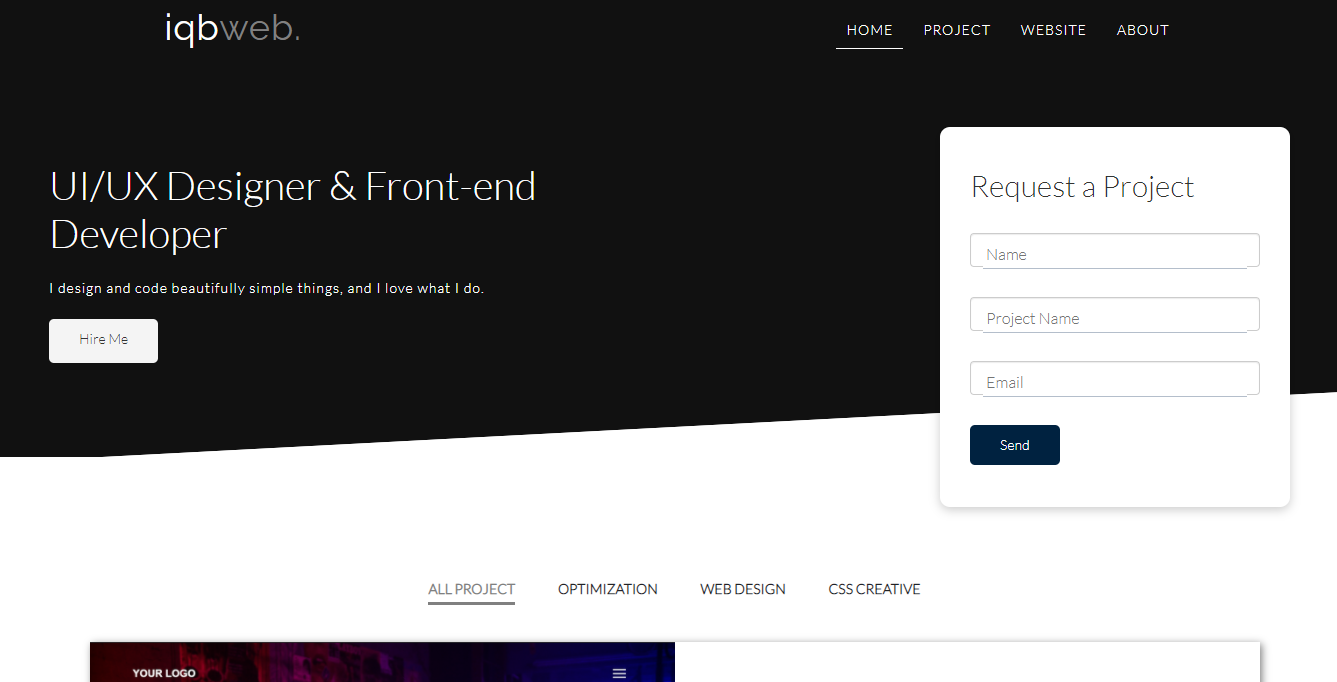 iqbweb.
HOME PROJECT WEBSITE ABOUT
UI/UX Designer & Front-end
Developer
I design and code beautifully simple things, and I love what I do.
Hire Me
Request a Project
Name
Project Name
Email
Send
ALL PROJECT OPTIMIZATION WEB DESIGN CSS CREATIVE
YOUR LOGO